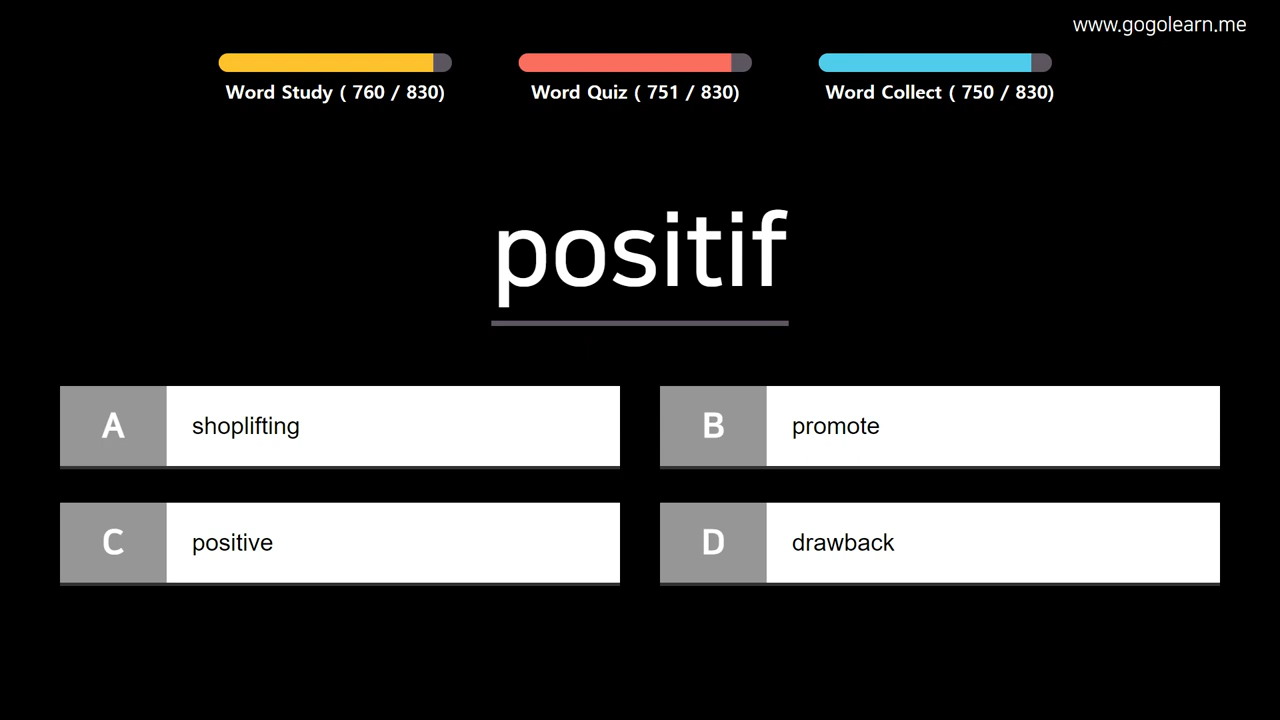 www.gogolearn.me
Word Study ( 760 / 830)
Word Quiz ( 751 / 830)
Word Collect ( 750 / 830)
positif
A shoplifting
B promote
C positive
D drawback